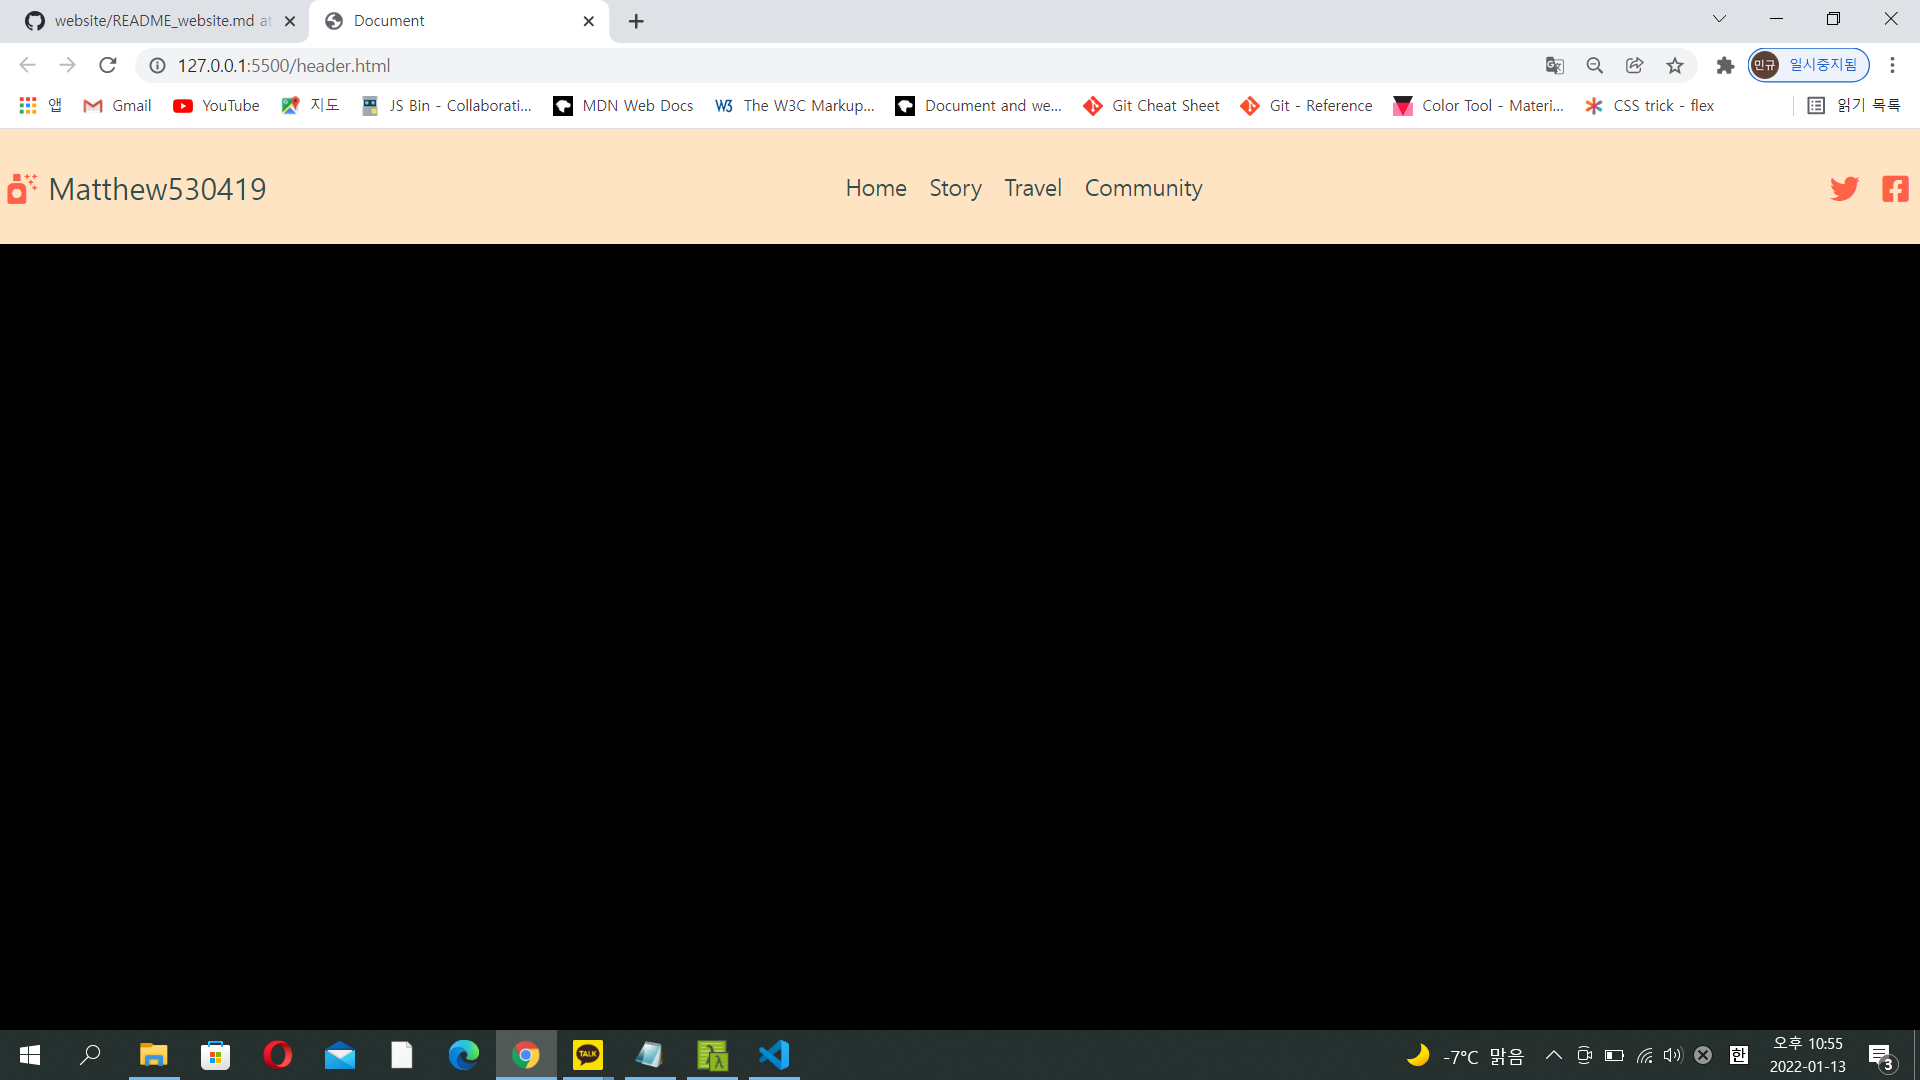 website/README_website.md at
Document
127.0.0.1:5500/header.html
민규 일시중지됨
앱 Gmail YouTube 지도 JS Bin - Collaborati... MDN Web Docs W3 The W3C Markup... Document and we... Git Cheat Sheet Git - Reference Color Tool - Materi... CSS trick - flex 읽기 목록
Matthew530419 Home Story Travel Community
TALK
-7°C 맑음 한 오후 10:55
2022-01-13
3